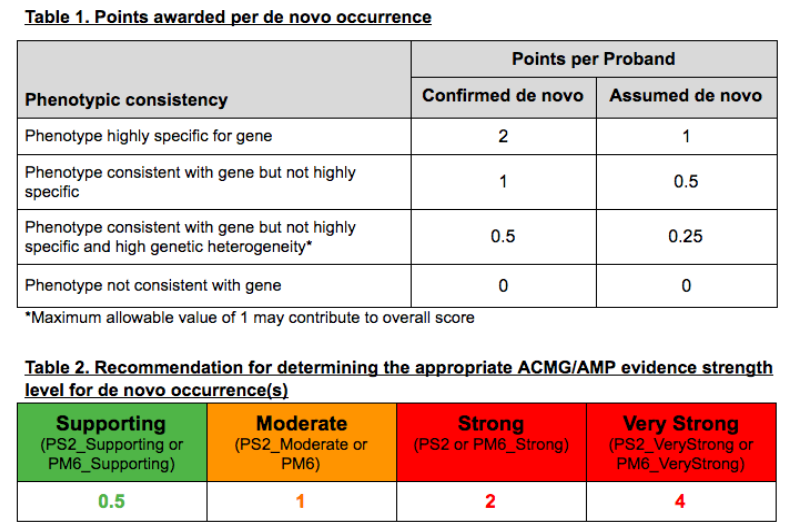 Table 1. Points awarded per de novo occurrence
Points per Proband
Phenotypic consistency
Confirmed de novo
Assumed de novo
Phenotype highly specific for gene
2
1
Phenotype consistent with gene but not highly
specific
1
0.5
Phenotype consistent with gene but not highly
specific and high genetic heterogeneity*
0.5
0.25
Phenotype not consistent with gene
0
0
*Maximum allowable value of 1 may contribute to overall score
Table 2. Recommendation for determining the appropriate ACMG/AMP evidence strength
level for de novo occurrence(s)
Supporting
(PS2_Supporting or
PM6_Supporting)
Moderate
(PS2_Moderate or
PM6)
Strong
(PS2 or PM6_Strong)
Very Strong
(PS2_VeryStrong or
PM6_VeryStrong)
0.5
1
2
4